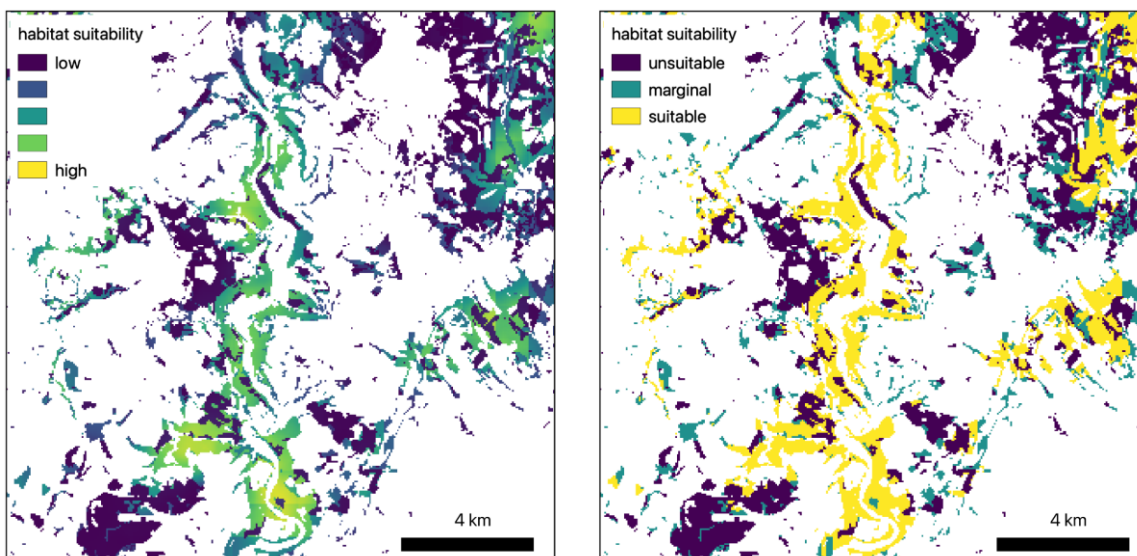 habitat suitability
low
high
4 km
habitat suitability
unsuitable
marginal
suitable
4 km